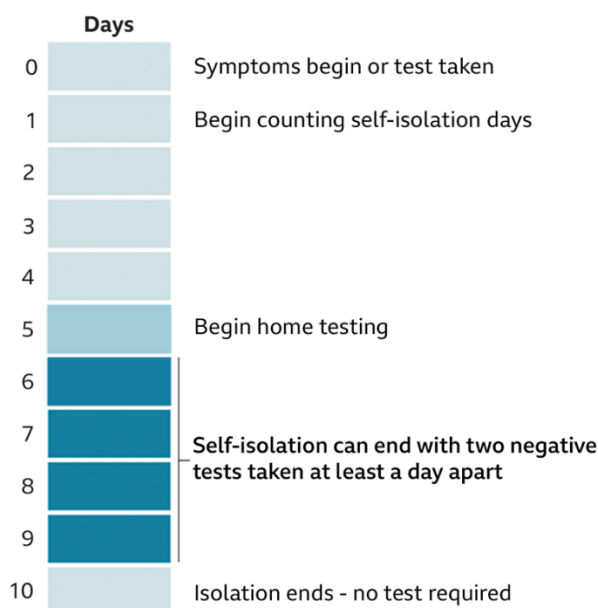 Days
0 Symptoms begin or test taken
1 Begin counting self-isolation days
2
3
4
5 Begin home testing
6
7
Self-isolation can end with two negative
tests taken at least a day apart
8
9
10 Isolation ends - no test required